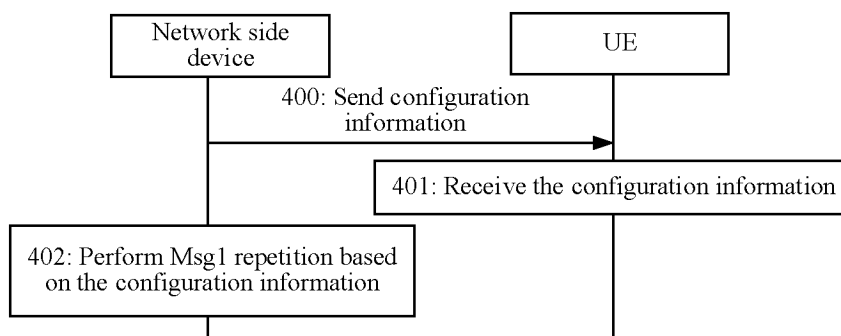 Network side
device
UE
400: Send configuration
information
401: Receive the configuration information
402: Perform Msg1 repetition based
on the configuration information